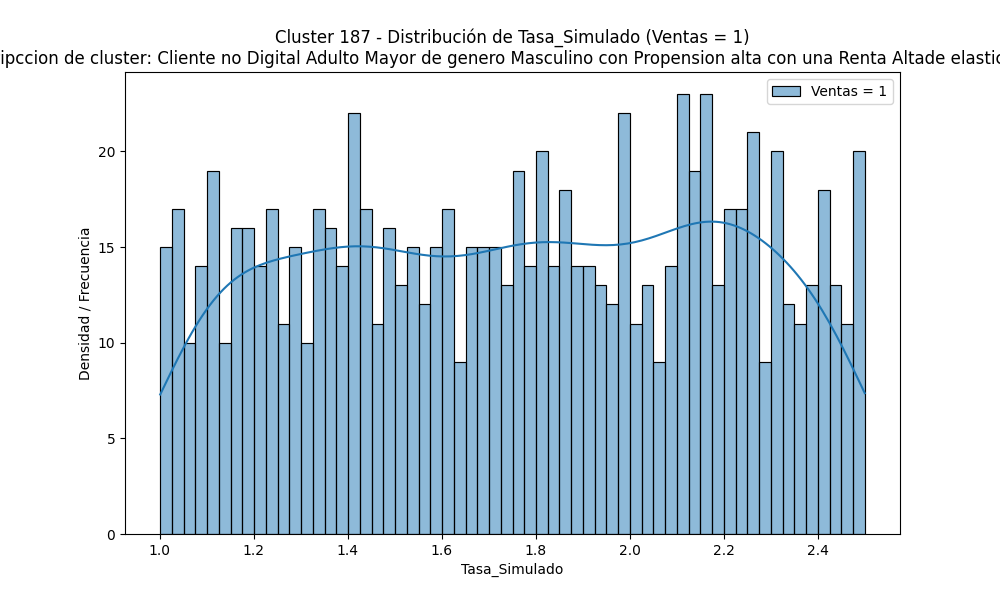 Cluster 187 - Distribución de Tasa_Simulado (Ventas = 1)
ipccion de cluster: Cliente no Digital Adulto Mayor de genero Masculino con Propension alta con una Renta Altade elastic
Ventas = 1
Densidad / Frecuencia
20
15
10
5
0
1.0 1.2 1.4 1.6 1.8 2.0 2.2 2.4
Tasa_Simulado